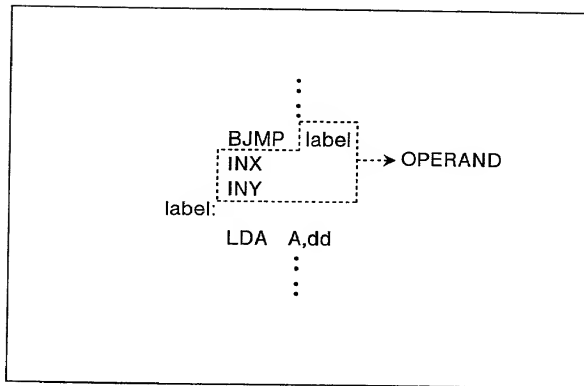 BJMP label
INX
INY
OPERAND
label:
LDA A,dd